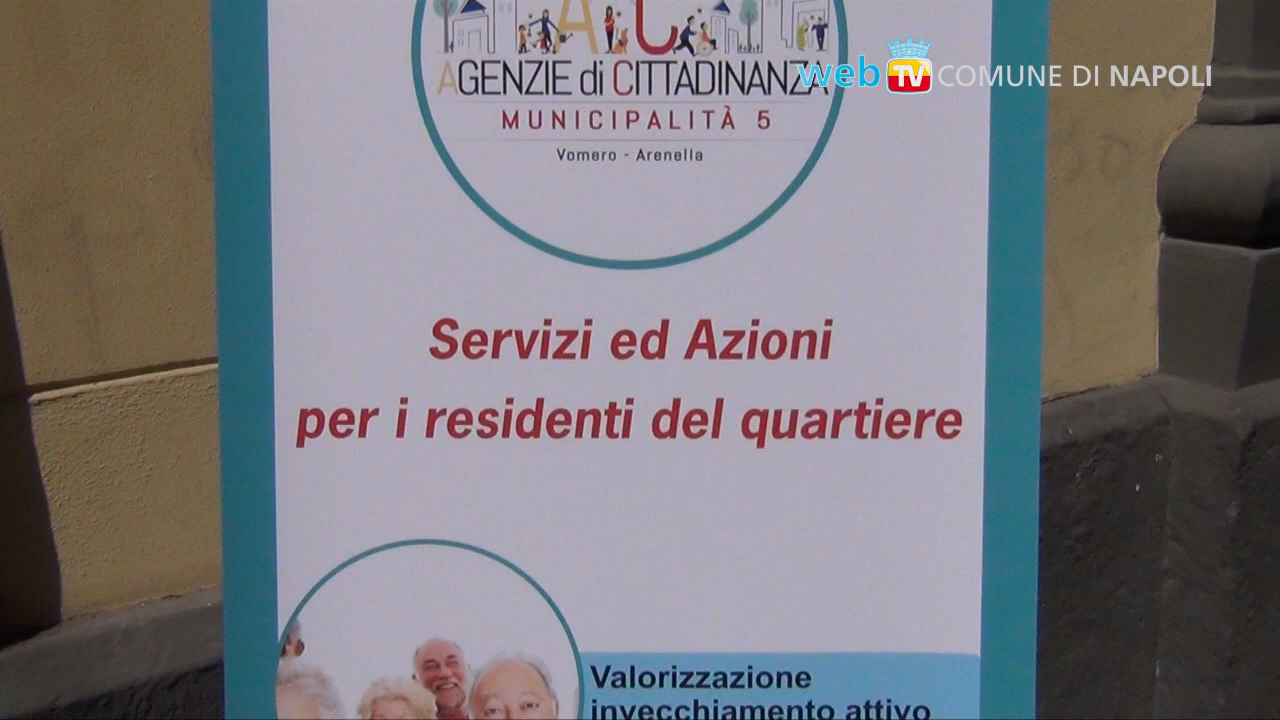 A C
AGENZIE di CITTADINANZA
MUNICIPALITÀ 5
Vomero - Arenella
web TV COMUNE DI NAPOLI
Servizi ed Azioni
per i residenti del quartiere
Valorizzazione
invecchiamento attivo